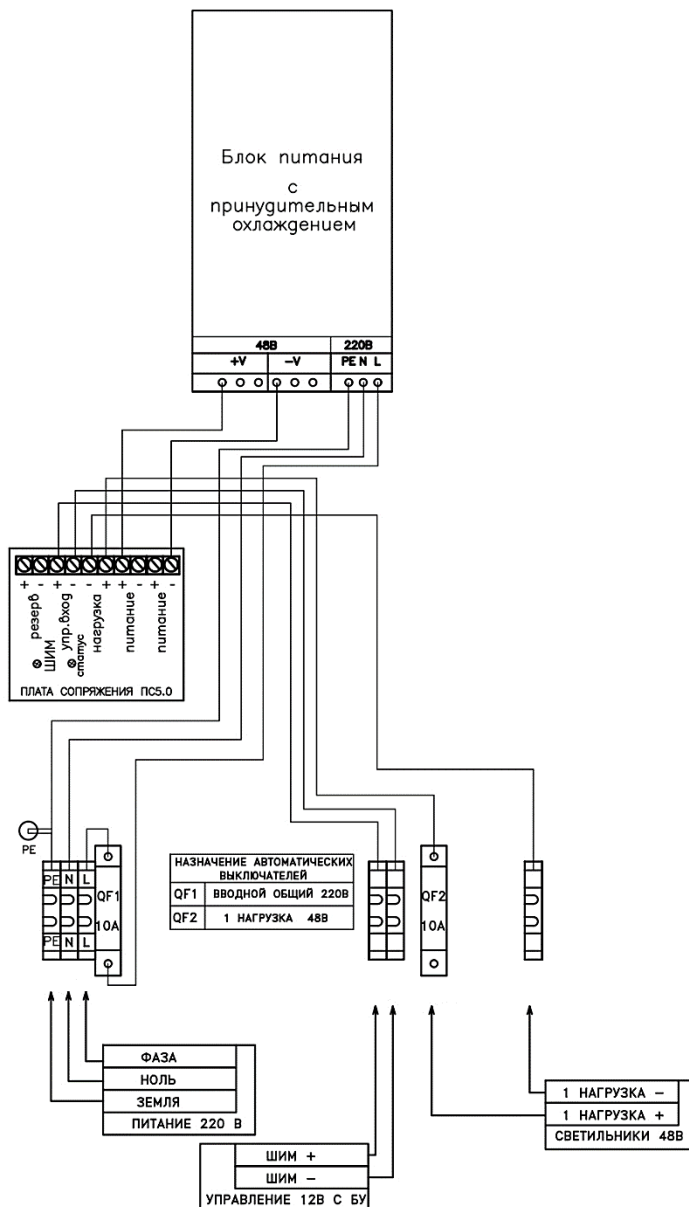 Блок питания
с
принудительным
охлаждением
48В 220В
+V -V PE N L
+ - + - - + + - + -
резерв
ШИМ
упр.вход
статус
нагрузка
питание
питание
ПЛАТА СОПРЯЖЕНИЯ ПС5.0
PE
PE N L
QF1
10А
PE N L
НАЗНАЧЕНИЕ АВТОМАТИЧЕСКИХ
ВЫКЛЮЧАТЕЛЕЙ
QF1 ВВОДНОЙ ОБЩИЙ 220В
QF2 1 НАГРУЗКА 48В
QF2
10А
ФАЗА
НОЛЬ
ЗЕМЛЯ
ПИТАНИЕ 220 В
ШИМ +
ШИМ -
УПРАВЛЕНИЕ 12В С БУ
1 НАГРУЗКА -
1 НАГРУЗКА +
СВЕТИЛЬНИКИ 48В